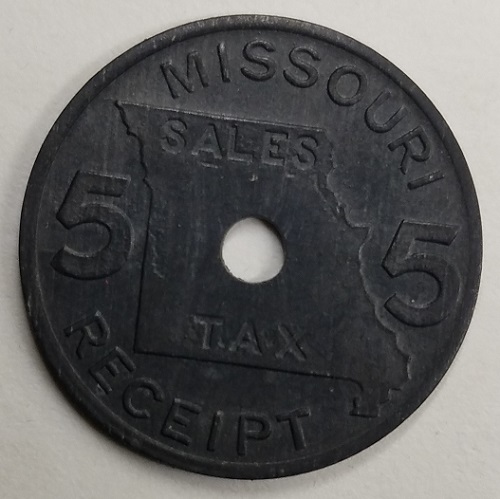 MISSOURI
SALES
5 5
TAX
RECEIPT